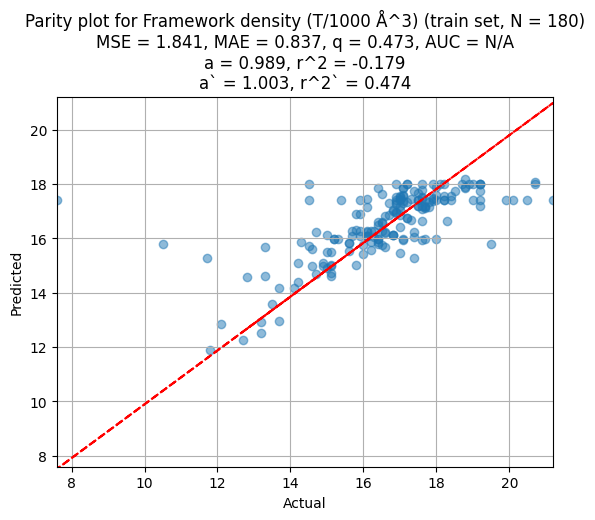 Parity plot for Framework density (T/1000 Å^3) (train set, N = 180)
MSE = 1.841, MAE = 0.837, q = 0.473, AUC = N/A
a = 0.989, r^2 = -0.179
a` = 1.003, r^2` = 0.474
20
18
16
14
12
10
8
Predicted
8 10 12 14 16 18 20
Actual